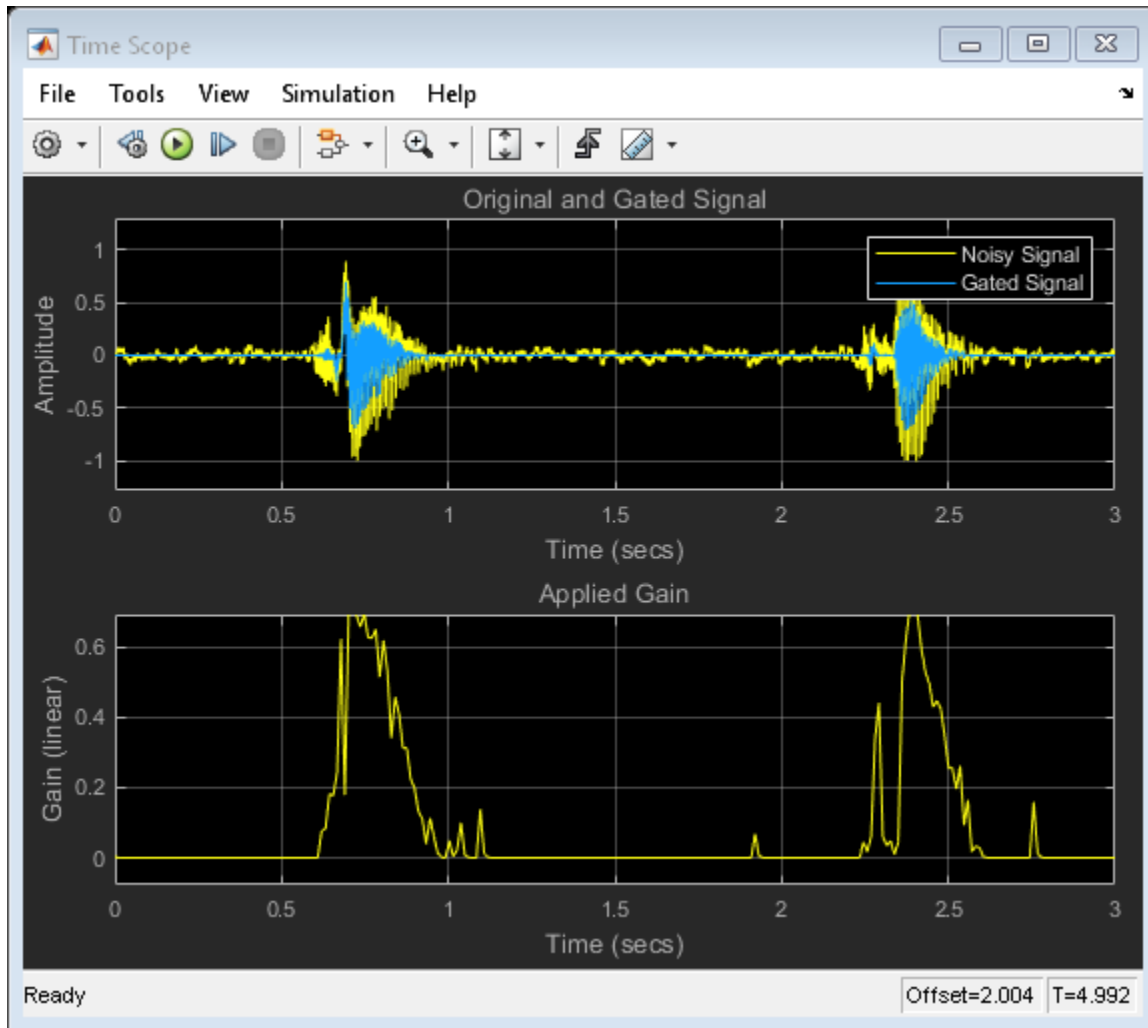 Time Scope
File Tools View Simulation Help
Original and Gated Signal
Noisy Signal
Gated Signal
Amplitude
1
0.5
0
-0.5
-1
0 0.5 1 1.5 2 2.5 3
Time (secs)
Applied Gain
Gain (linear)
0.6
0.4
0.2
0
0 0.5 1 1.5 2 2.5 3
Time (secs)
Ready Offset=2.004 T=4.992